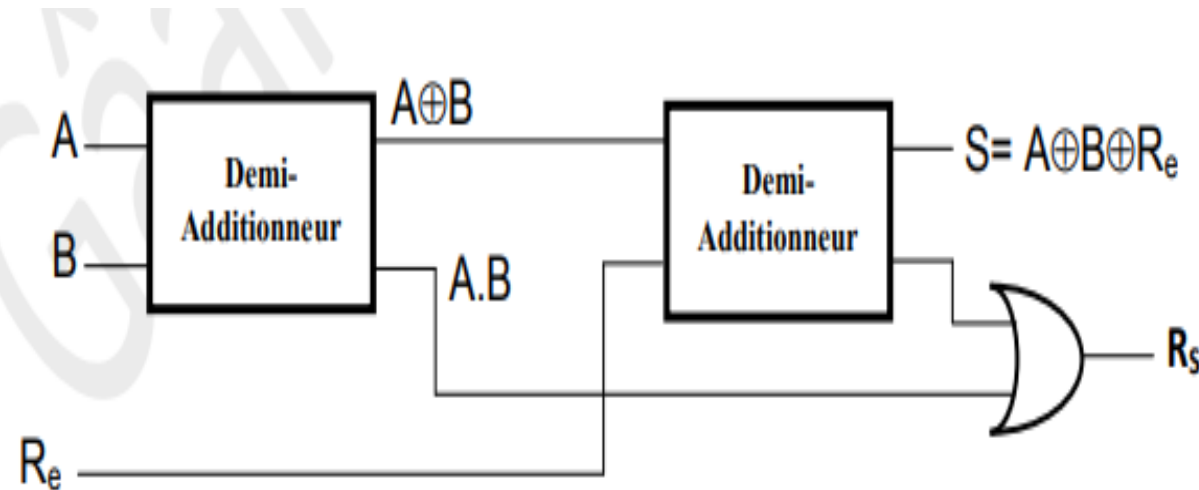 A
B
Demi-
Additionneur
A⊕B
A.B
Demi-
Additionneur
S= A⊕B⊕Re
Rs
Re